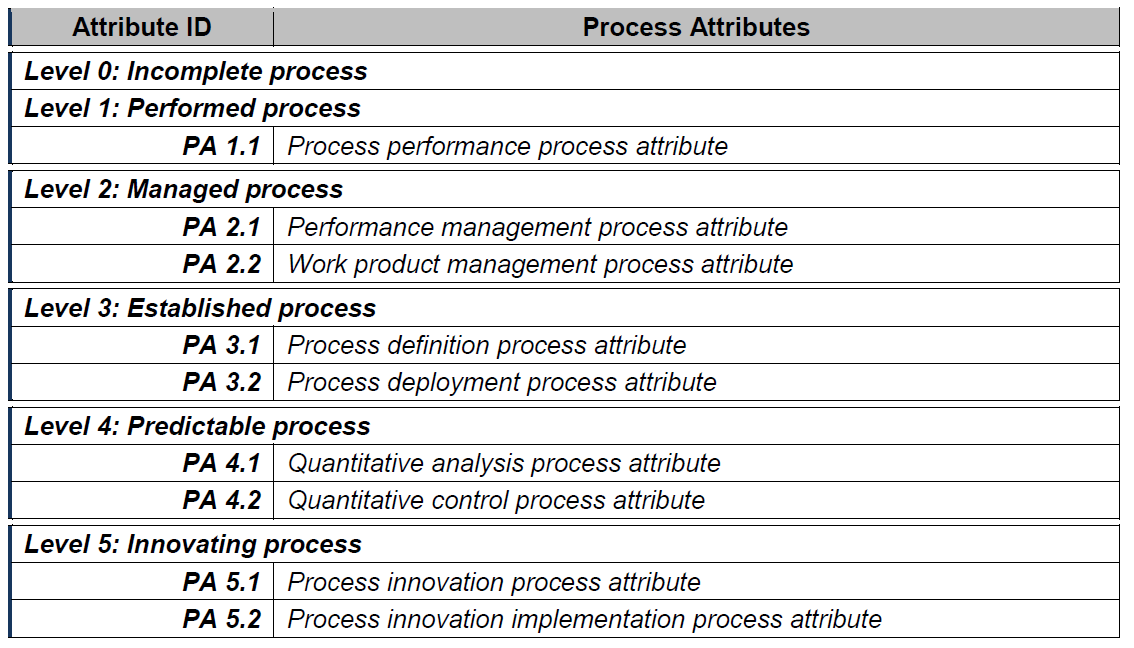 Attribute ID Process Attributes
Level 0: Incomplete process
Level 1: Performed process
PA 1.1 Process performance process attribute
Level 2: Managed process
PA 2.1 Performance management process attribute
PA 2.2 Work product management process attribute
Level 3: Established process
PA 3.1 Process definition process attribute
PA 3.2 Process deployment process attribute
Level 4: Predictable process
PA 4.1 Quantitative analysis process attribute
PA 4.2 Quantitative control process attribute
Level 5: Innovating process
PA 5.1 Process innovation process attribute
PA 5.2 Process innovation implementation process attribute